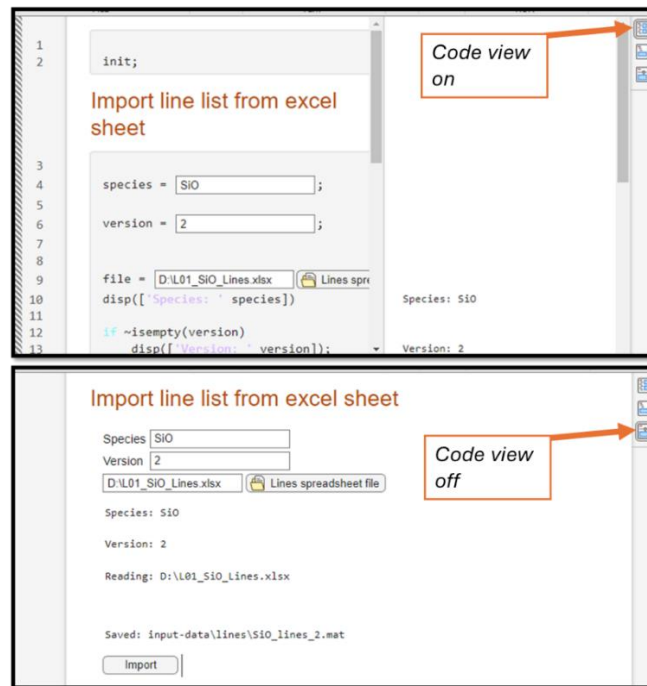 1
2 init;
Code view
on
Import line list from excel
sheet
3
4 species = SiO ;
5
6 version = 2 ;
7
8
9 file = D:\L01_SiO_Lines.xlsx Lines spre
10 disp(['Species: ' species]) Species: SiO
11
12 if ~isempty(version)
13 disp(['Version: ' version]); Version: 2
Import line list from excel sheet
Species SiO
Version 2
D:\L01_SiO_Lines.xlsx Lines spreadsheet file
Code view
off
Species: SiO
Version: 2
Reading: D:\L01_SiO_Lines.xlsx
Saved: input-data\lines\SiO_lines_2.mat
Import